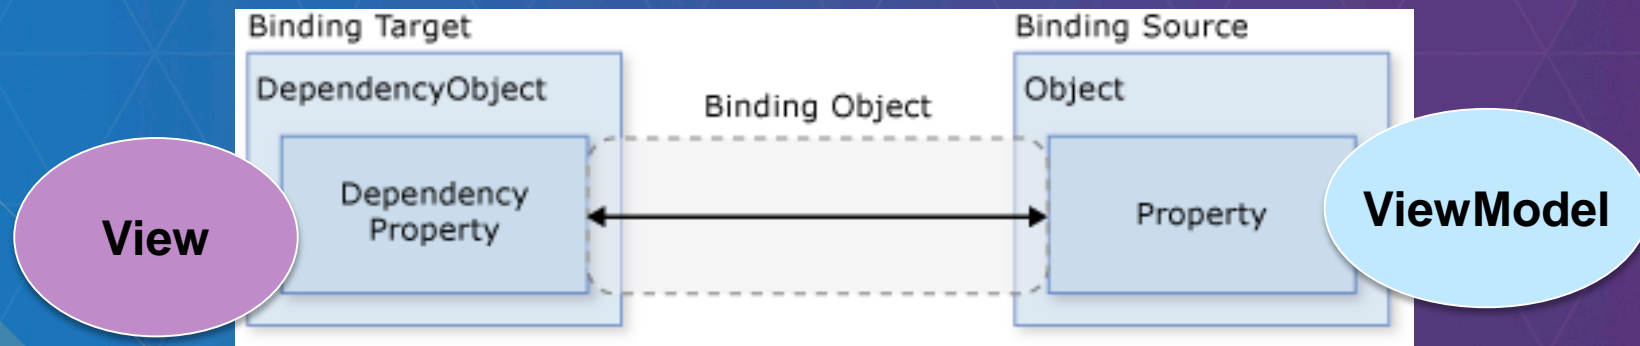 Binding Target
Binding Source
DependencyObject
Object
Binding Object
Dependency
Property
Property
View
ViewModel